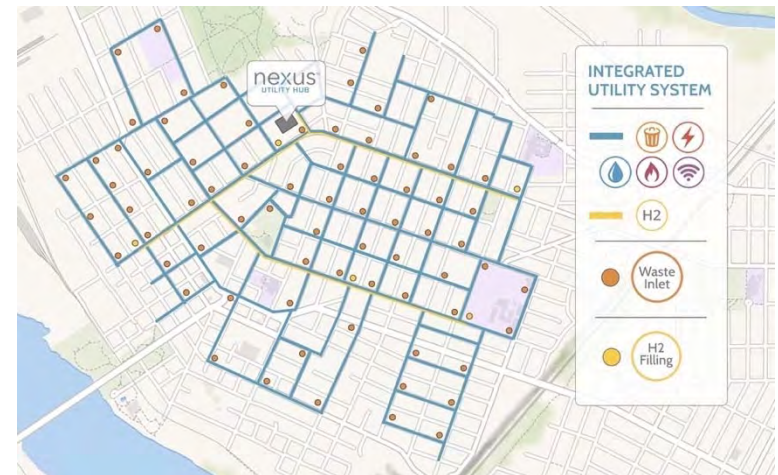 nexus
UTILITY HUB
INTEGRATED
UTILITY SYSTEM
H2
Waste
Inlet
H2
Filling